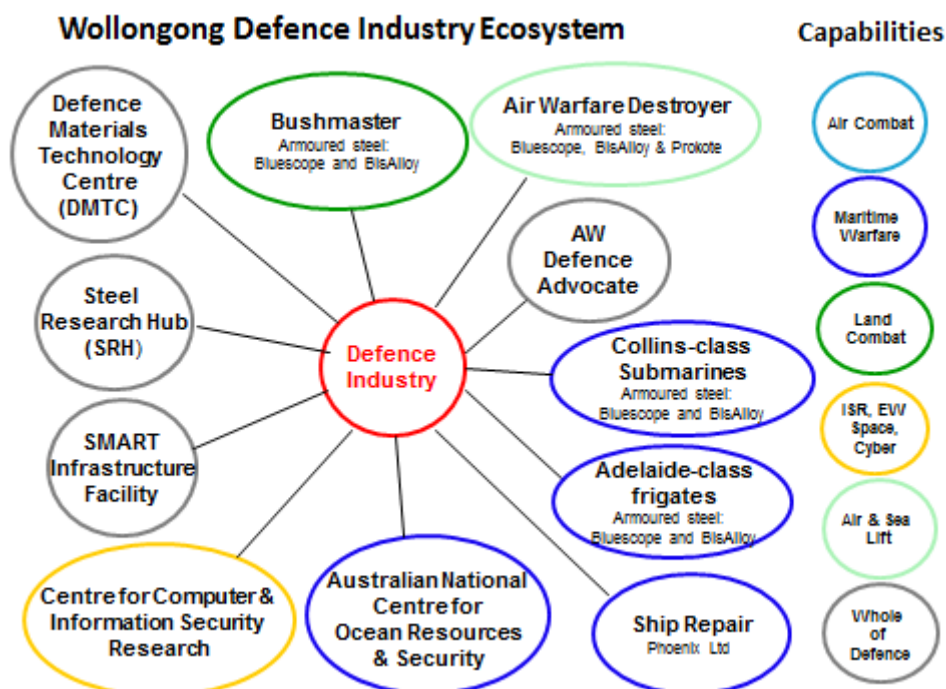 Wollongong Defence Industry Ecosystem
Capabilities
Defence
Materials
Technology
Centre
(DMTC)
Bushmaster
Armoured steel:
Bluescope and BisAlloy
Air Warfare Destroyer
Armoured steel:
Bluescope, BisAlloy & Prokote
Air Combat
AW
Defence
Advocate
Maritime
Warfare
Steel
Research Hub
(SRH)
Defence
Industry
Collins-class
Submarines
Armoured steel:
Bluescope and BisAlloy
Land
Combat
SMART
Infrastructure
Facility
Adelaide-class
frigates
Armoured steel:
Bluescope and BisAlloy
ISR, EW
Space,
Cyber
Air & Sea
Lift
Centre for Computer &
Information Security
Research
Australian National
Centre for
Ocean Resources
& Security
Ship Repair
Phoenix Ltd
Whole
of
Defence